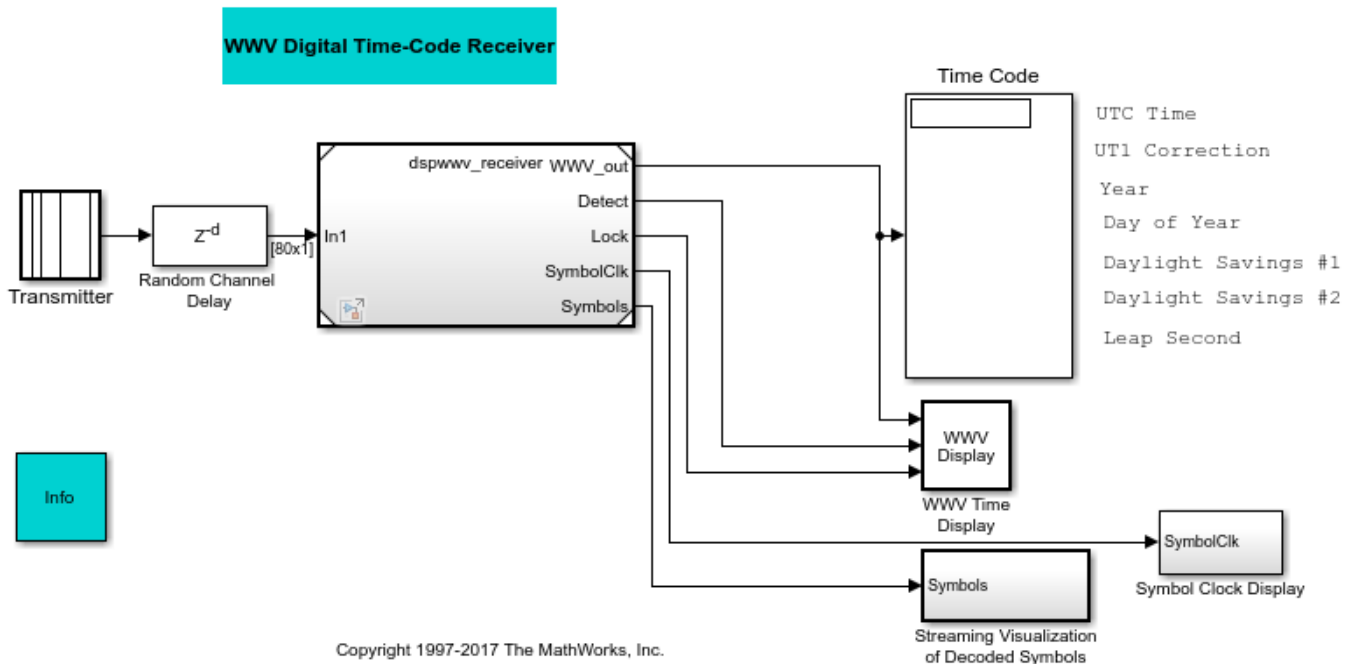 WWV Digital Time-Code Receiver
Time Code
UTC Time
UT1 Correction
Year
Day of Year
Daylight Savings #1
Daylight Savings #2
Leap Second
dspwwv_receiver
WWV_out
Detect
Lock
SymbolClk
Symbols
In1
Transmitter
Z-d
[80x1]
Random Channel
Delay
WWV
Display
WWV Time
Display
Info
SymbolClk
Symbol Clock Display
Symbols
Streaming Visualization
of Decoded Symbols
Copyright 1997-2017 The MathWorks, Inc.